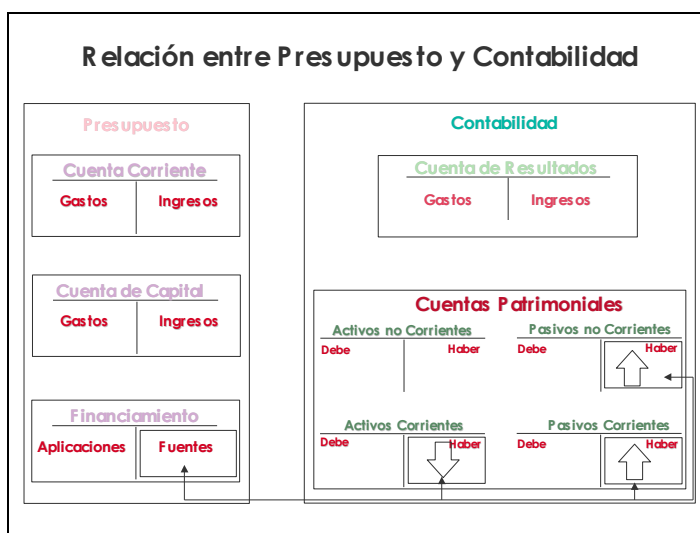 Relación entre Presupuesto y Contabilidad
Presupuesto
Cuenta Corriente
Gastos
Ingresos
Cuenta de Capital
Gastos
Ingresos
Financiamiento
Aplicaciones
Fuentes
Contabilidad
Cuenta de Resultados
Gastos
Ingresos
Cuentas Patrimoniales
Activos no Corrientes
Debe
Haber
Pasivos no Corrientes
Debe
Haber
Activos Corrientes
Debe
Haber
Pasivos Corrientes
Debe
Haber